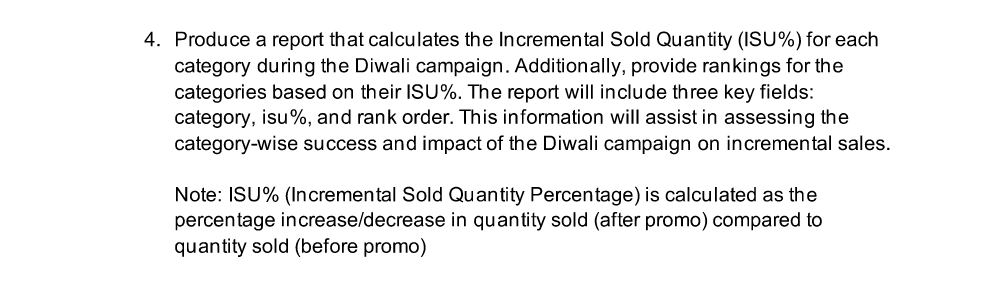 4. Produce a report that calculates the Incremental Sold Quantity (ISU%) for each
category during the Diwali campaign. Additionally, provide rankings for the
categories based on their ISU%. The report will include three key fields:
category, isu%, and rank order. This information will assist in assessing the
category-wise success and impact of the Diwali campaign on incremental sales.
Note: ISU% (Incremental Sold Quantity Percentage) is calculated as the
percentage increase/decrease in quantity sold (after promo) compared to
quantity sold (before promo)